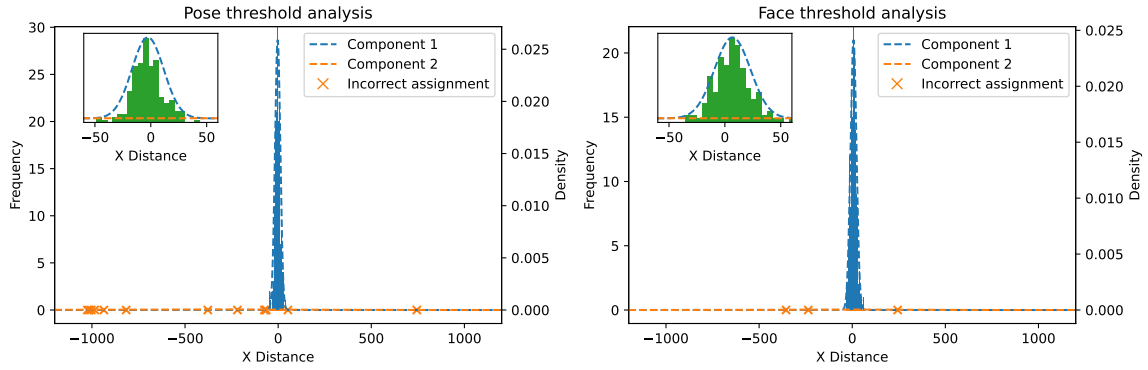 Pose threshold analysis
30
25
20
15
10
5
0
Frequency
−1000
−500
0
500
1000
X Distance
0.025
0.020
0.015
0.010
0.005
0.000
Density
Component 1
Component 2
Incorrect assignment
−50
0
50
X Distance
Face threshold analysis
20
15
10
5
0
Frequency
−1000
−500
0
500
1000
X Distance
0.025
0.020
0.015
0.010
0.005
0.000
Density
Component 1
Component 2
Incorrect assignment
−50
0
50
X Distance